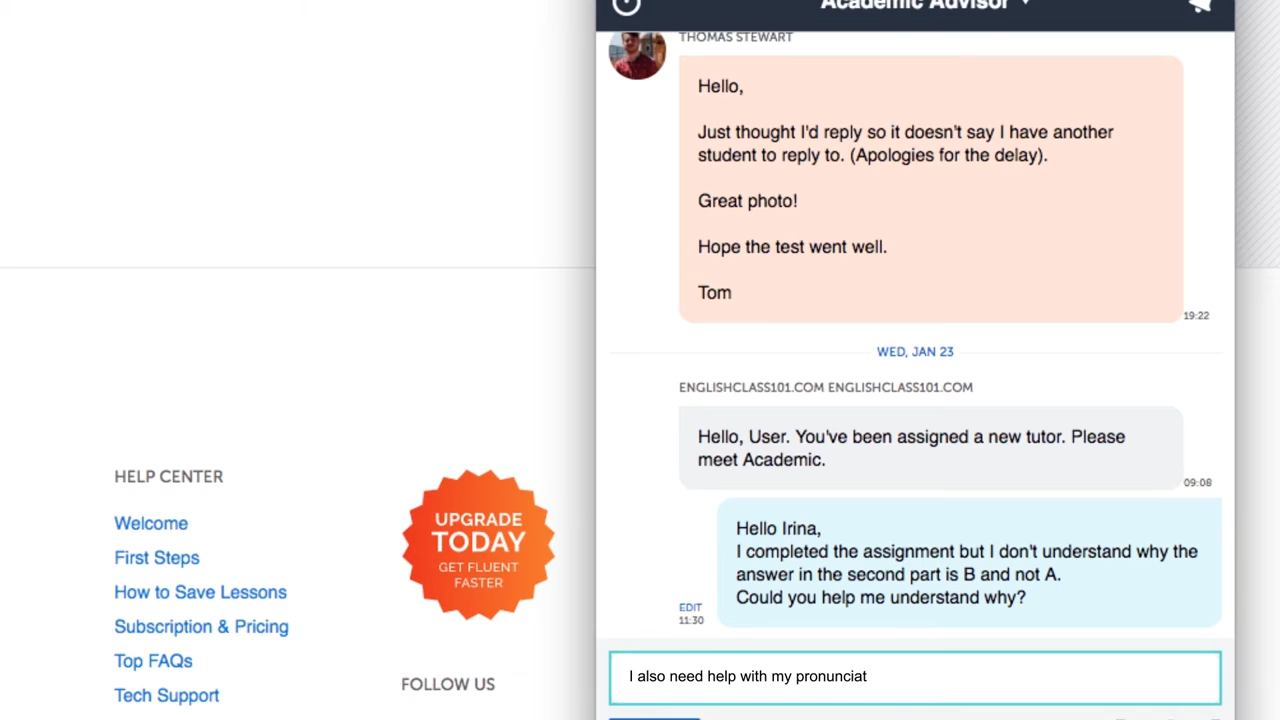 Academic Advisor
THOMAS STEWART
Hello,
Just thought I'd reply so it doesn't say I have another
student to reply to. (Apologies for the delay).
Great photo!
Hope the test went well.
Tom
19:22
WED, JAN 23
ENGLISHCLASS101.COM ENGLISHCLASS101.COM
Hello, User. You've been assigned a new tutor. Please
meet Academic.
09:08
Hello Irina,
I completed the assignment but I don't understand why the
answer in the second part is B and not A.
Could you help me understand why?
EDIT
11:30
I also need help with my pronunciat
HELP CENTER
Welcome
First Steps
How to Save Lessons
Subscription & Pricing
Top FAQs
Tech Support
UPGRADE
TODAY
GET FLUENT
FASTER
FOLLOW US